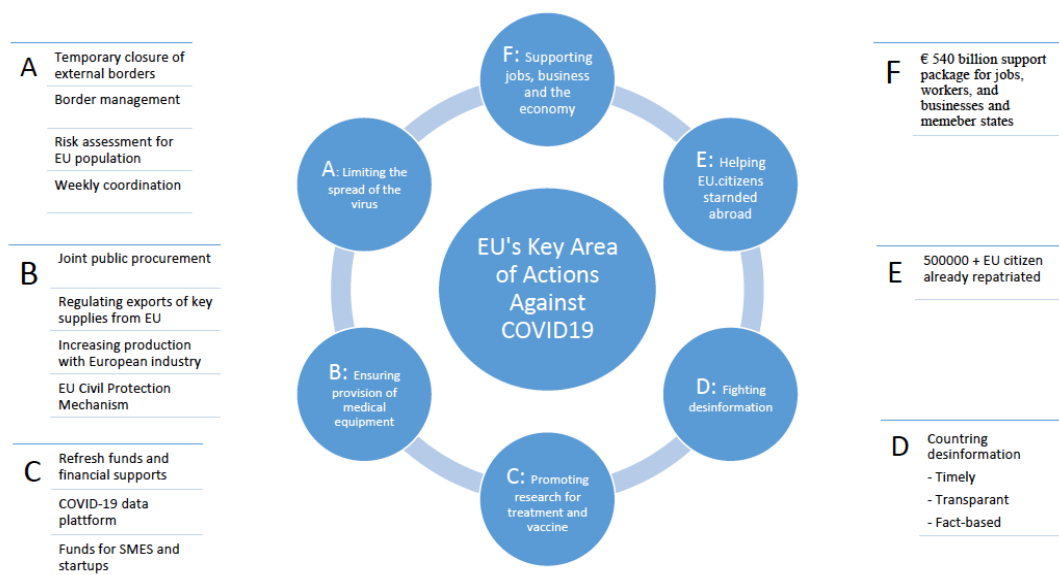 A
Temporary closure of
external borders
Border management
Risk assessment for
EU population
Weekly coordination
B
Joint public procurement
Regulating exports of key
supplies from EU
Increasing production
with European industry
EU Civil Protection
Mechanism
C
Refresh funds and
financial supports
COVID-19 data
plattform
Funds for SMES and
startups
F: Supporting
jobs, business
and the
economy
A: Limiting the
spread of the
virus
E: Helping
EU.citizens
starnded
abroad
EU's Key Area
of Actions
Against
COVID19
B: Ensuring
provision of
medical
equipment
D: Fighting
desinformation
C: Promoting
research for
treatment and
vaccine
F
€ 540 billion support
package for jobs,
workers, and
businesses and
memeber states
E
500000 + EU citizen
already repatriated
D
Countring
desinformation
- Timely
- Transparant
- Fact-based